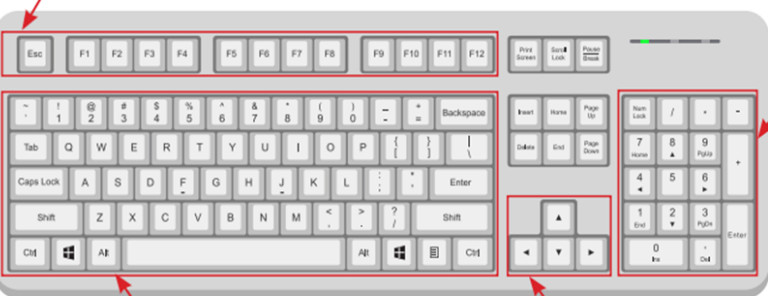 Esc F1 F2 F3 F4 F5 F6 F7 F8 F9 F10 F11 F12 Print Screen Scroll Lock Pause Break
~ ! @ # $ % ^ & * ( ) _ + Backspace Insert Home Page Up Num Lock / * -
` 1 2 3 4 5 6 7 8 9 0 - =
Tab Q W E R T Y U I O P { [ } ] | \ Delete End Page Down 7 Home 8 ▲ 9 PgUp +
Caps Lock A S D F G H J K L : ; Enter 4 ◄ 5 6 ►
Shift Z X C V B N M < , > . ? / Shift ▲ 1 End 2 ▼ 3 PgDn Enter
Ctrl Alt Alt Ctrl ◄ ▼ ► 0 Ins . Del